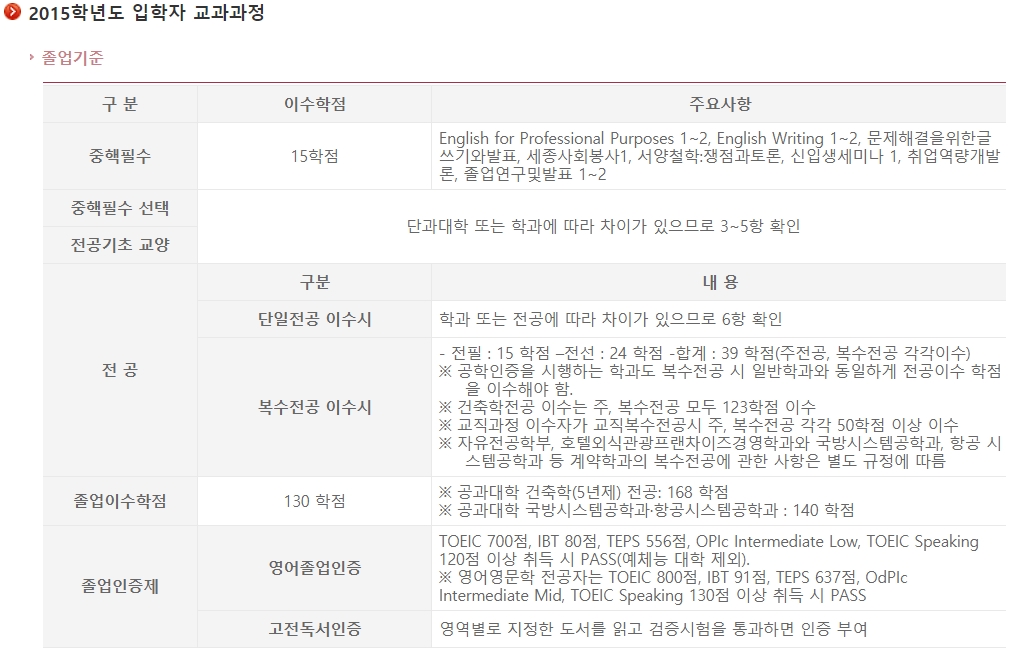 2015학년도 입학자 교과과정
졸업기준
구 분
이수학점
주요사항
중핵필수
15학점
English for Professional Purposes 1~2, English Writing 1~2, 문제해결을위한글
쓰기와발표, 세종사회봉사1, 서양철학:쟁점과토론, 신입생세미나 1, 취업역량개발
론, 졸업연구및발표 1~2
중핵필수 선택
전공기초 교양
단과대학 또는 학과에 따라 차이가 있으므로 3~5항 확인
전 공
구분
내 용
단일전공 이수시
학과 또는 전공에 따라 차이가 있으므로 6항 확인
복수전공 이수시
- 전필 : 15 학점 –전선 : 24 학점 -합계 : 39 학점(주전공, 복수전공 각각이수)
※ 공학인증을 시행하는 학과도 복수전공 시 일반학과와 동일하게 전공이수 학점
을 이수해야 함.
※ 건축학전공 이수는 주, 복수전공 모두 123학점 이수
※ 교직과정 이수자가 교직복수전공시 주, 복수전공 각각 50학점 이상 이수
※ 자유전공학부, 호텔외식관광프랜차이즈경영학과와 국방시스템공학과, 항공 시
스템공학과 등 계약학과의 복수전공에 관한 사항은 별도 규정에 따름
졸업이수학점
130 학점
※ 공과대학 건축학(5년제) 전공: 168 학점
※ 공과대학 국방시스템공학과·항공시스템공학과 : 140 학점
졸업인증제
영어졸업인증
TOEIC 700점, IBT 80점, TEPS 556점, OPIc Intermediate Low, TOEIC Speaking
120점 이상 취득 시 PASS(예체능 대학 제외).
※ 영어영문학 전공자는 TOEIC 800점, IBT 91점, TEPS 637점, OdPIc
Intermediate Mid, TOEIC Speaking 130점 이상 취득 시 PASS
고전독서인증
영역별로 지정한 도서를 읽고 검증시험을 통과하면 인증 부여